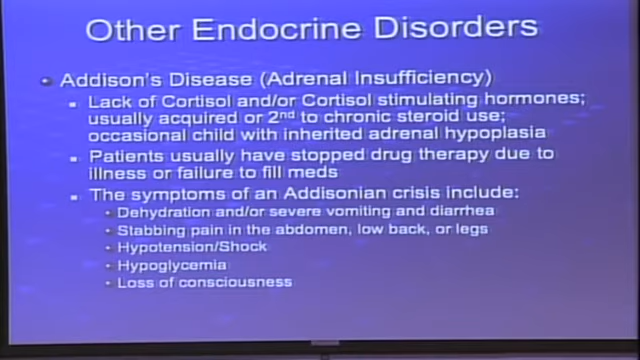 Other Endocrine Disorders
Addison's Disease (Adrenal Insufficiency)
Lack of Cortisol and/or Cortisol stimulating hormones;
usually acquired or 2nd to chronic steroid use;
occasional child with inherited adrenal hypoplasia
Patients usually have stopped drug therapy due to
illness or failure to fill meds
The symptoms of an Addisonian crisis include:
Dehydration and/or severe vomiting and diarrhea
Stabbing pain in the abdomen, low back, or legs
Hypotension/Shock
Hypoglycemia
Loss of consciousness